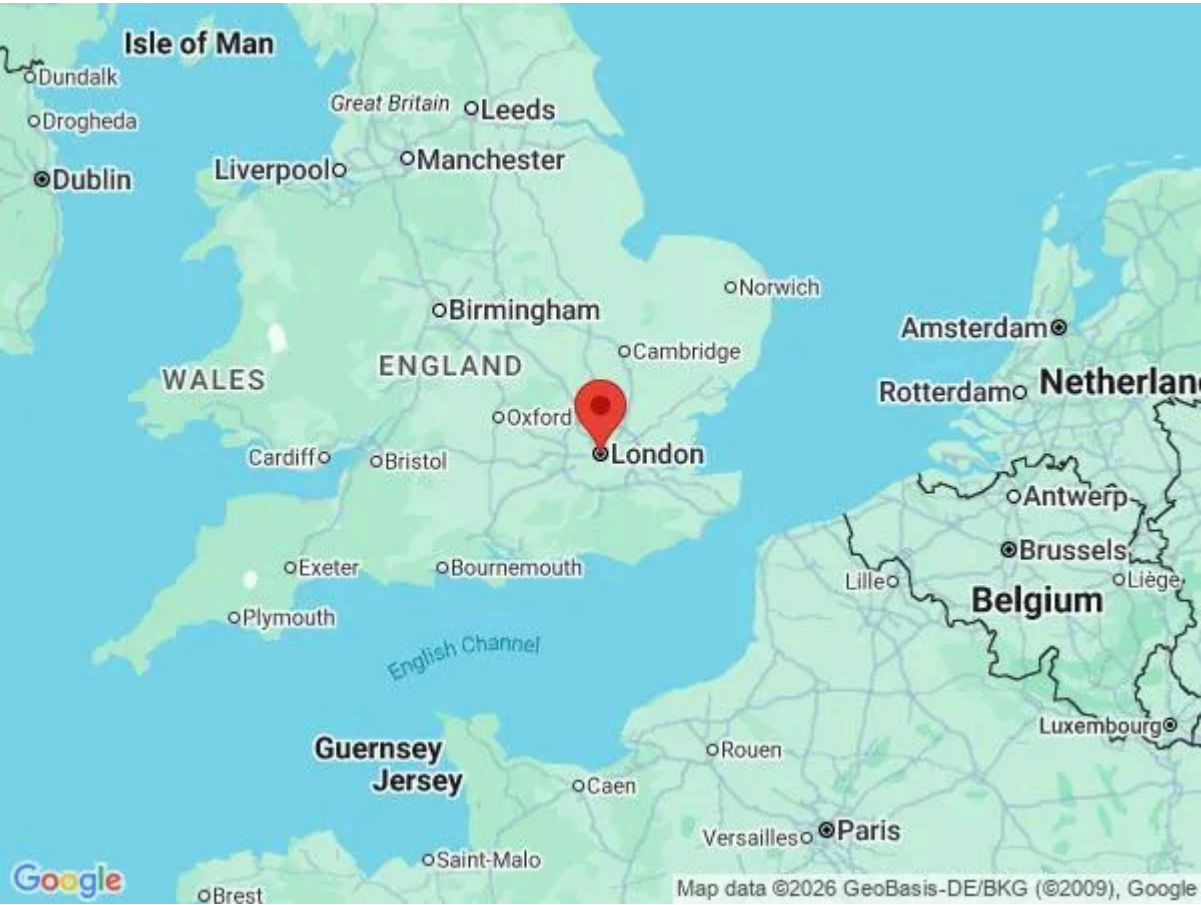 Isle of Man
Dundalk
Great Britain
Leeds
Drogheda
Manchester
Liverpool
Dublin
Norwich
Birmingham
Amsterdam
Cambridge
ENGLAND
WALES
Netherlan
Rotterdam
Oxford
London
Cardiff
Bristol
Antwerp
Brussels
Exeter
Bournemouth
Lille
Liège
Belgium
Plymouth
English Channel
Luxembourg
Guernsey
Rouen
Jersey
Caen
Paris
Versailles
Saint-Malo
Google
Brest
Map data ©2026 GeoBasis-DE/BKG (©2009), Google